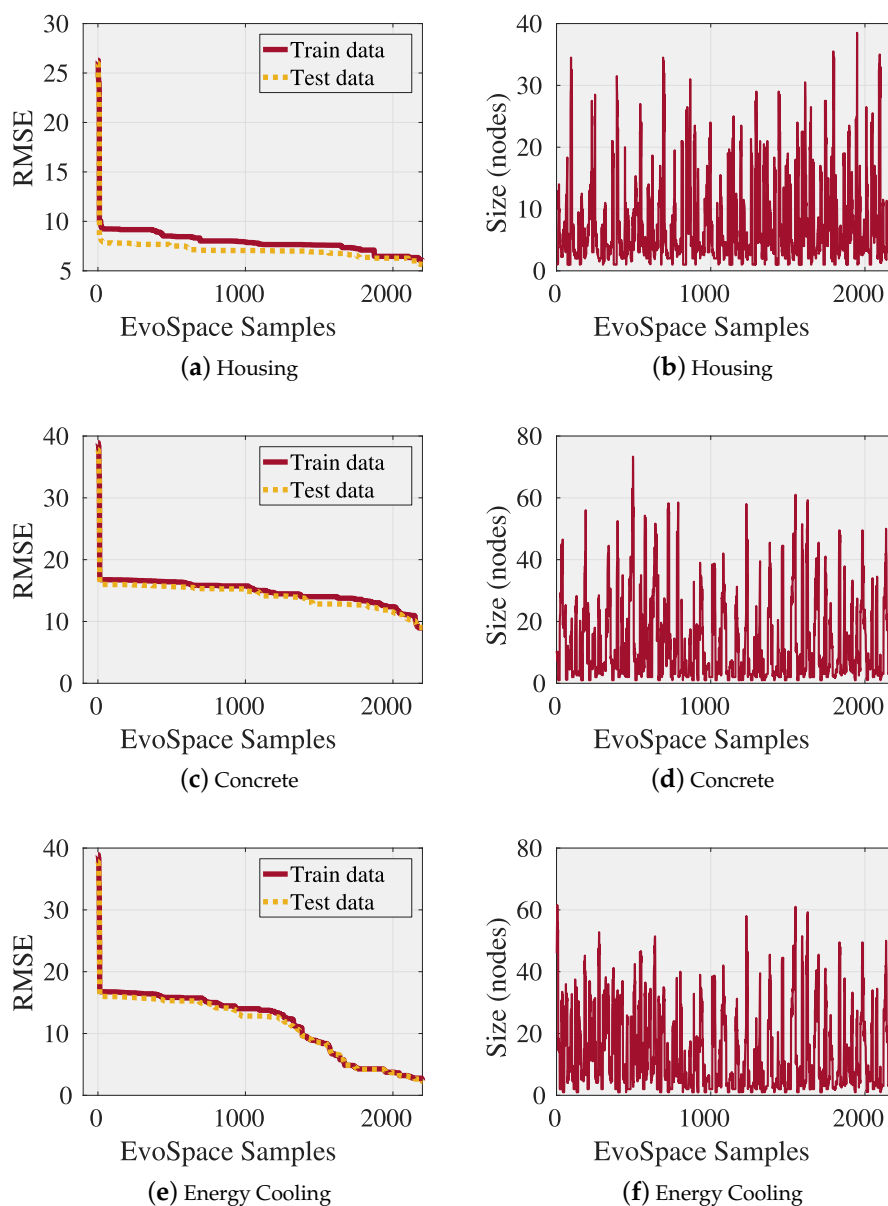 30
25
20
15
10
5
RMSE
Train data
Test data
0
1000
2000
EvoSpace Samples
(a) Housing
40
30
20
10
0
Size (nodes)
0
1000
2000
EvoSpace Samples
(b) Housing
40
30
20
10
0
RMSE
Train data
Test data
0
1000
2000
EvoSpace Samples
(c) Concrete
80
60
40
20
0
Size (nodes)
0
1000
2000
EvoSpace Samples
(d) Concrete
40
30
20
10
0
RMSE
Train data
Test data
0
1000
2000
EvoSpace Samples
(e) Energy Cooling
80
60
40
20
0
Size (nodes)
0
1000
2000
EvoSpace Samples
(f) Energy Cooling